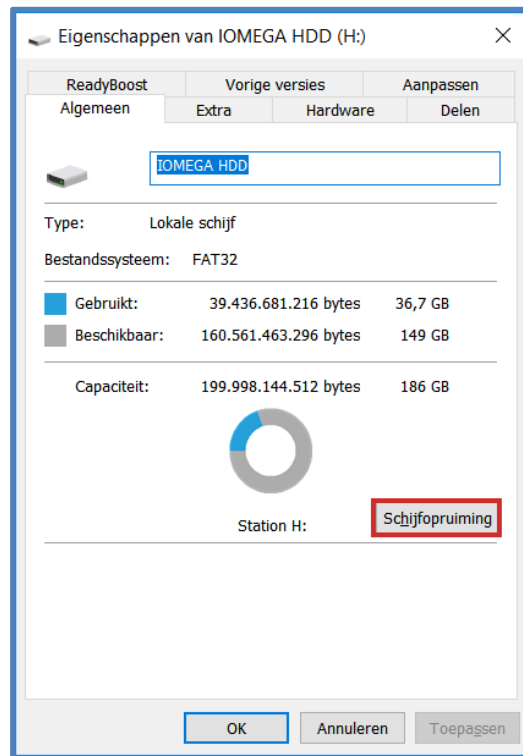 Eigenschappen van IOMEGA HDD (H:)
ReadyBoost Vorige versies Aanpassen
Algemeen Extra Hardware Delen
IOMEGA HDD
Type: Lokale schijf
Bestandssysteem: FAT32
Gebruikt: 39.436.681.216 bytes 36,7 GB
Beschikbaar: 160.561.463.296 bytes 149 GB
Capaciteit: 199.998.144.512 bytes 186 GB
Station H: Schijfopruiming
OK Annuleren Toepassen